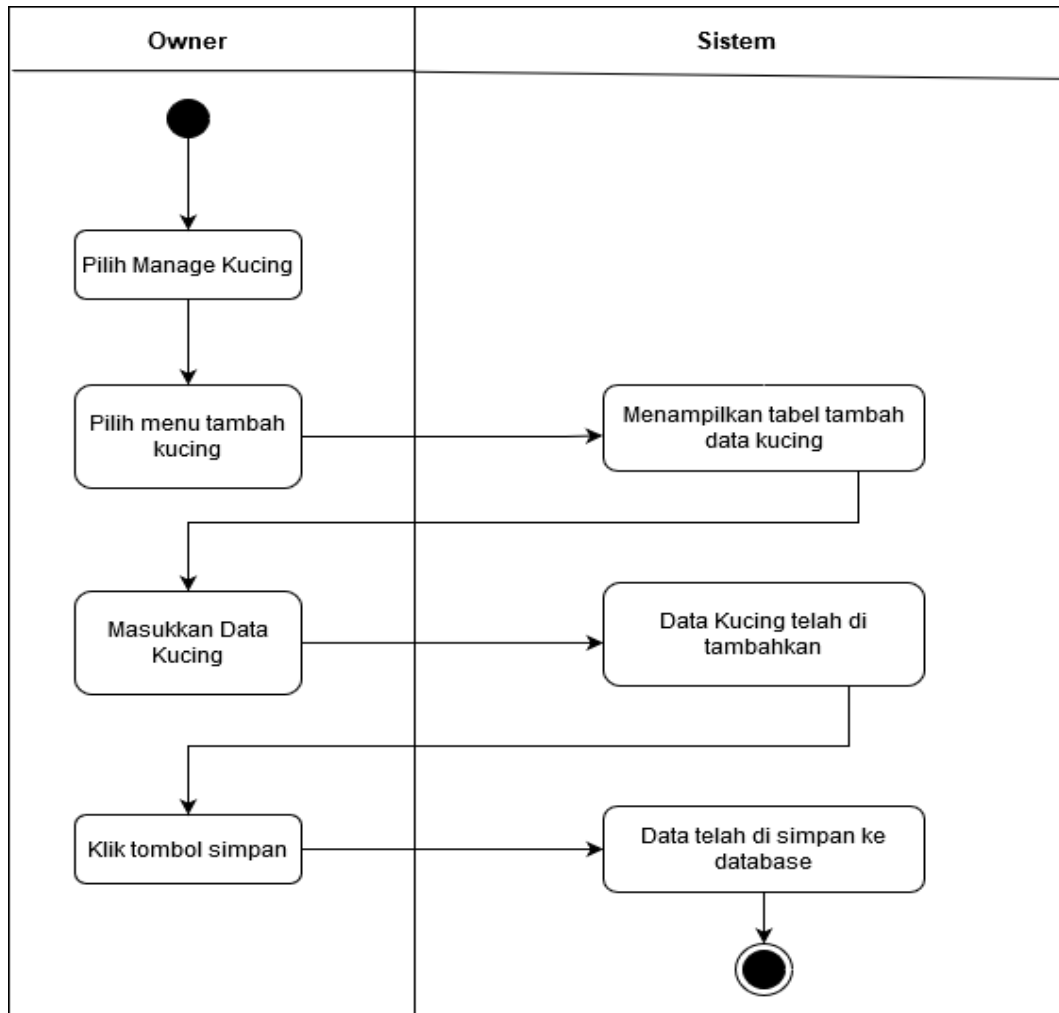 Owner
Sistem
Pilih Manage Kucing
Pilih menu tambah
kucing
Menampilkan tabel tambah
data kucing
Masukkan Data
Kucing
Data Kucing telah di
tambahkan
Klik tombol simpan
Data telah di simpan ke
database